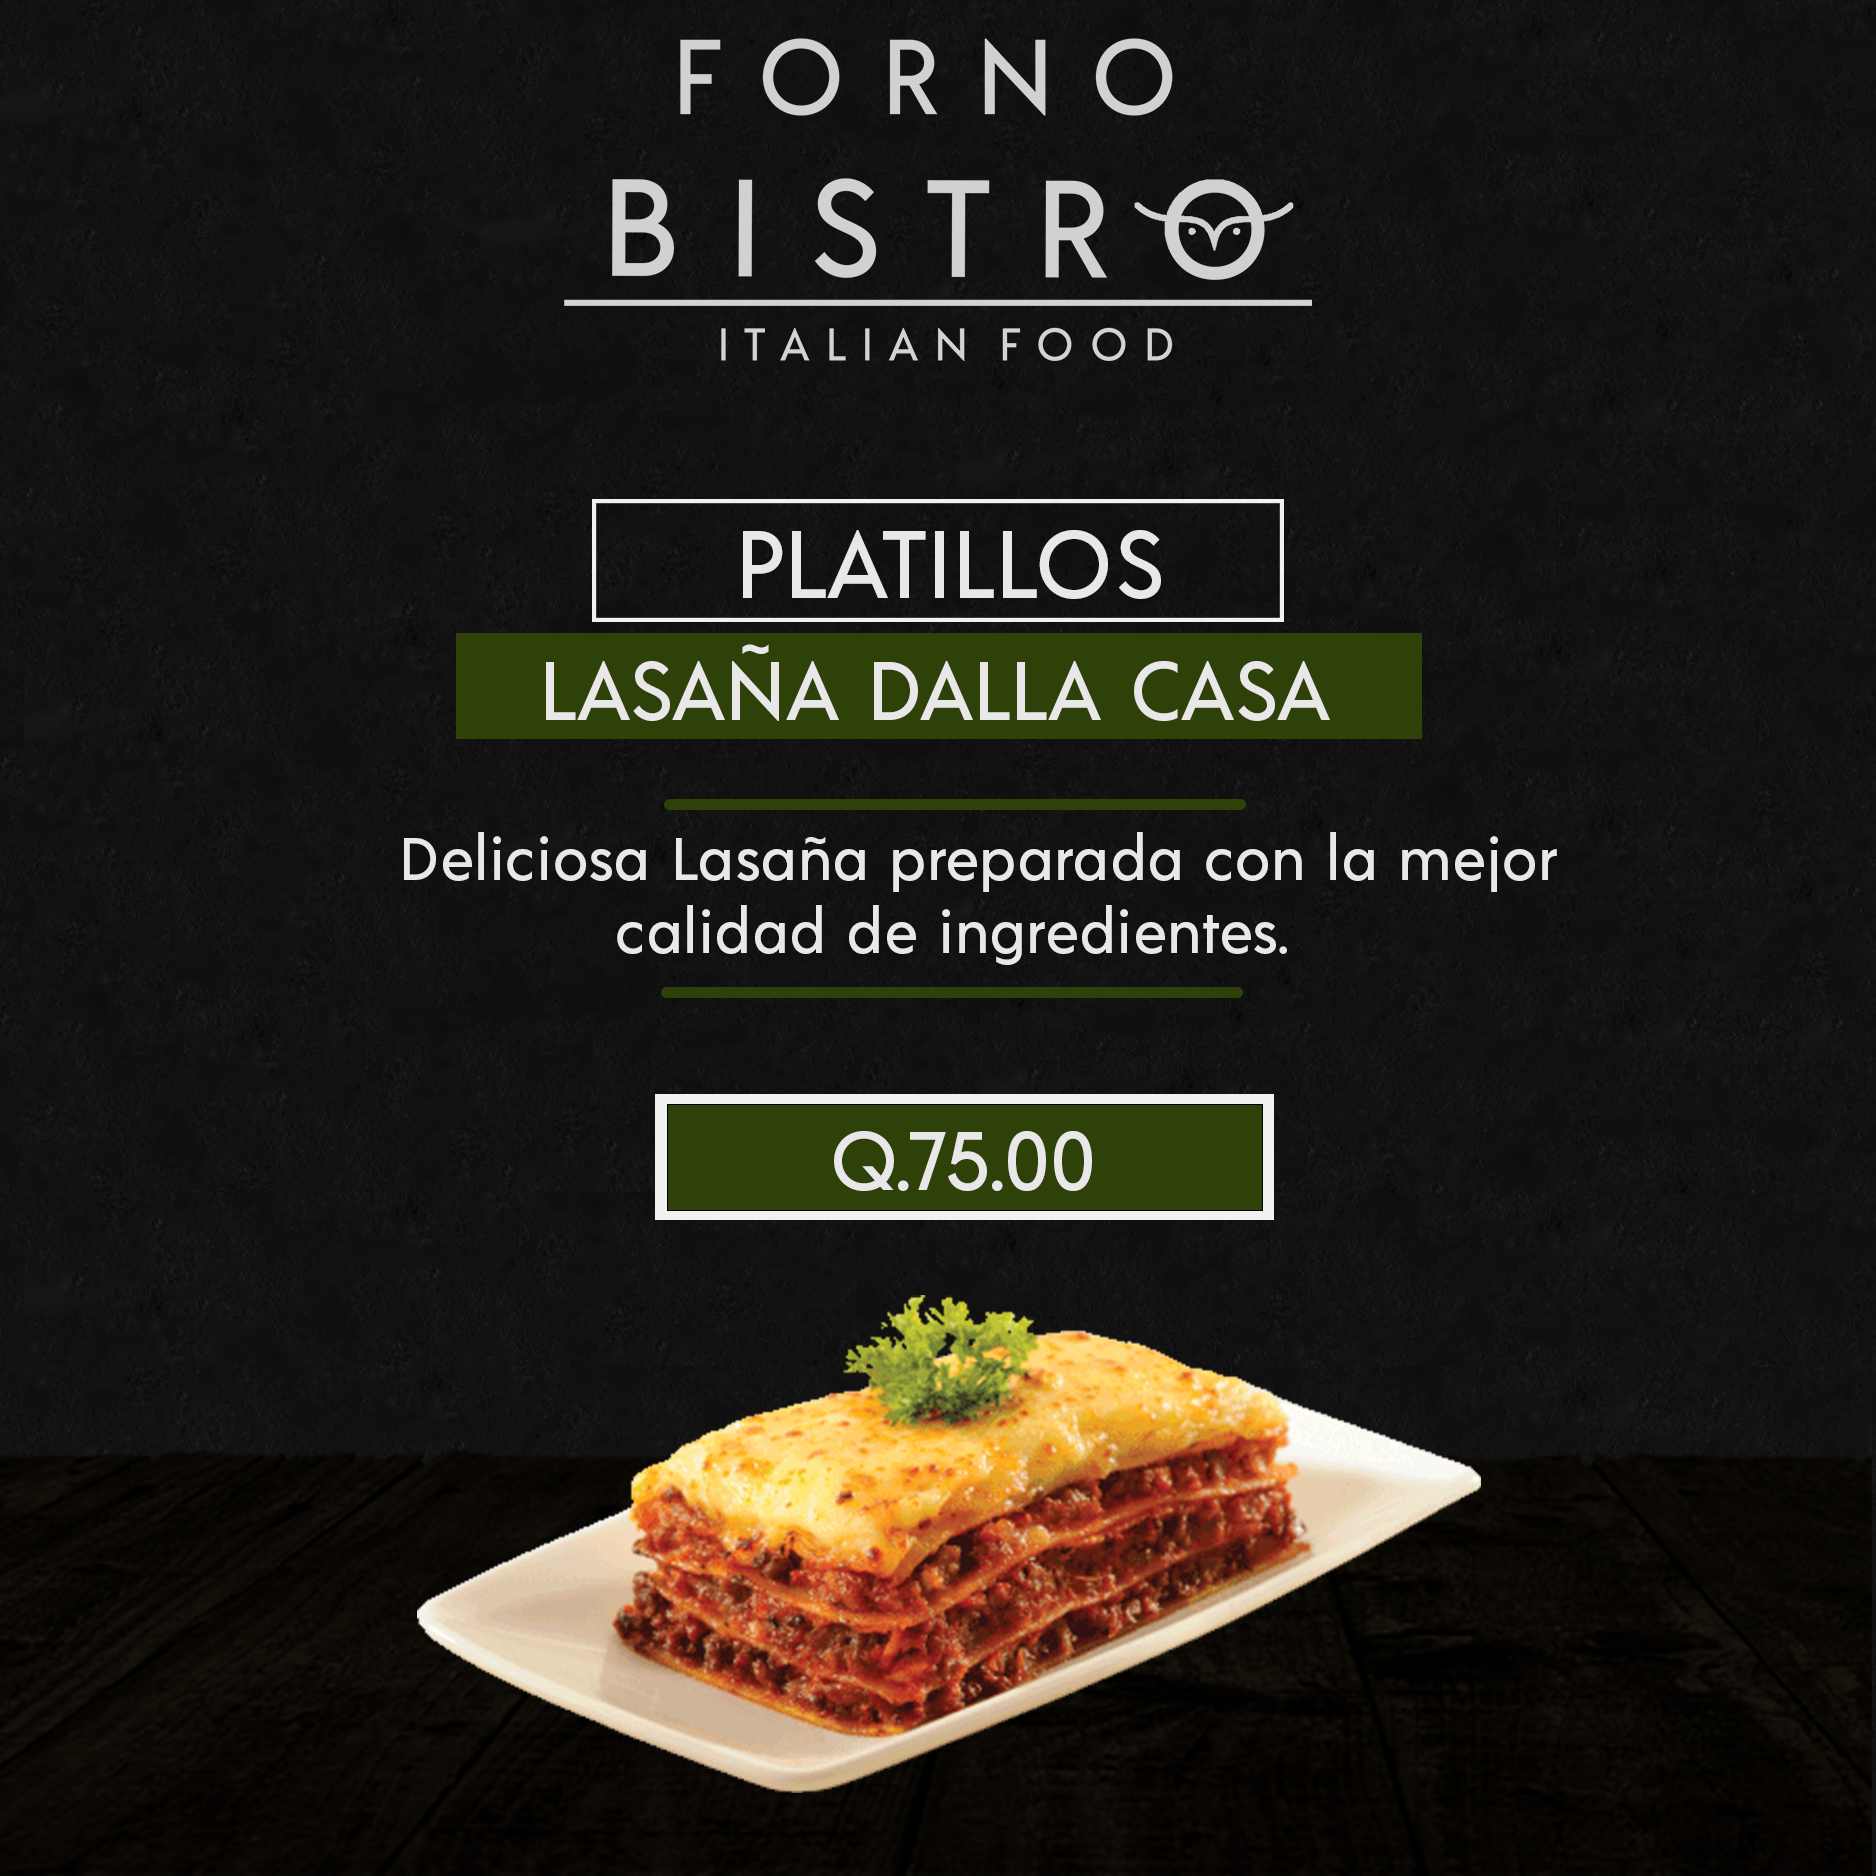 FORNO
BISTRO
ITALIAN FOOD
PLATILLOS
LASAÑA DALLA CASA
Deliciosa Lasaña preparada con la mejor
calidad de ingredientes.
Q.75.00